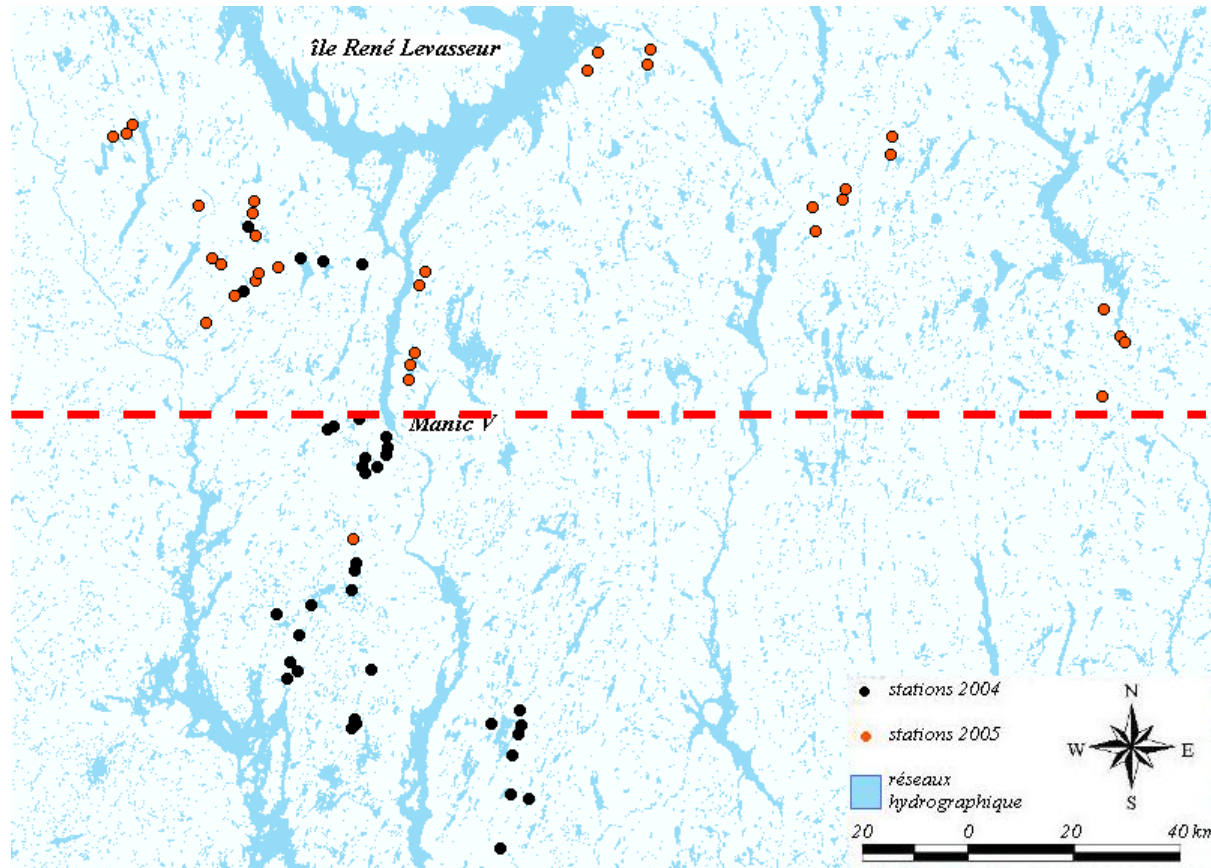 île René Levasseur
Manic V
stations 2004
stations 2005
réseaux
hydrographique
N
W E
S
20 0 20 40 km